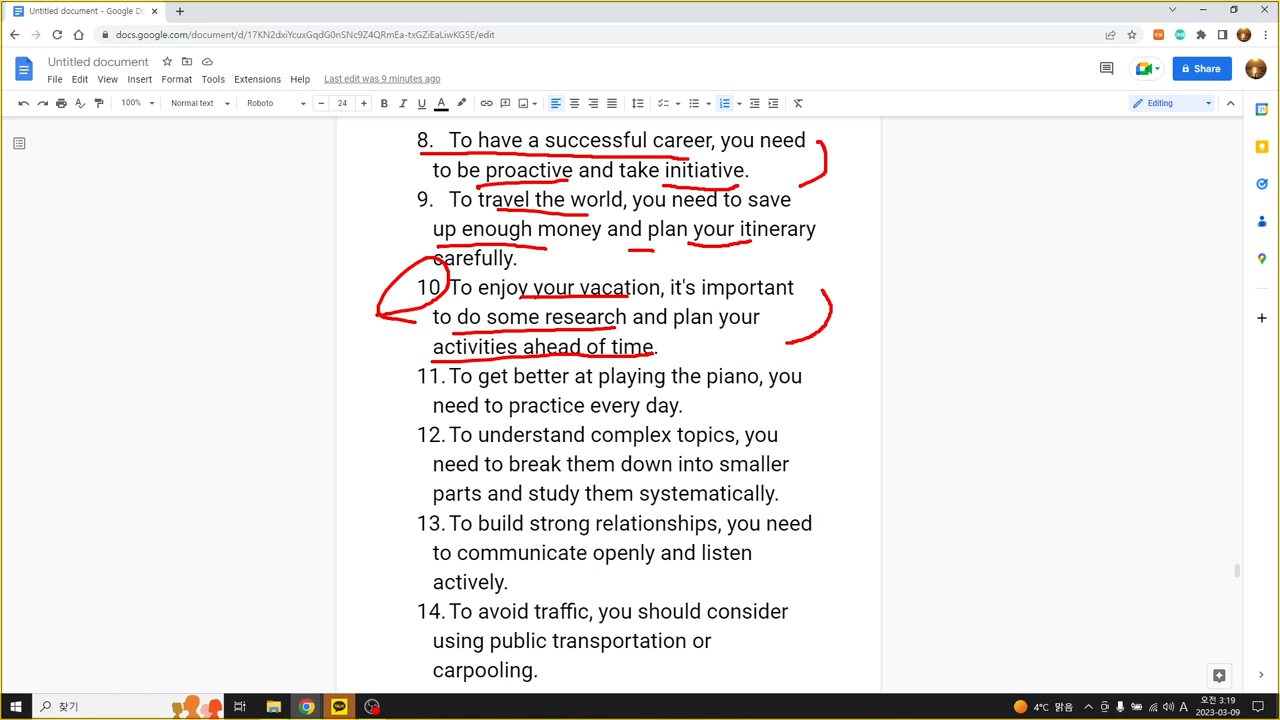 Untitled document - Google Do
docs.google.com/document/d/17KN2dxiYcuxGqdG0nSNc9Z4QRmEa-txGZiEaLiwKG5E/edit
Untitled document
File Edit View Insert Format Tools Extensions Help Last edit was 9 minutes ago
Share
100% Normal text Roboto 24 B I U A Editing
8. To have a successful career, you need
to be proactive and take initiative.
9. To travel the world, you need to save
up enough money and plan your itinerary
carefully.
10. To enjoy your vacation, it's important
to do some research and plan your
activities ahead of time.
11. To get better at playing the piano, you
need to practice every day.
12. To understand complex topics, you
need to break them down into smaller
parts and study them systematically.
13. To build strong relationships, you need
to communicate openly and listen
actively.
14. To avoid traffic, you should consider
using public transportation or
carpooling.
찾기
TALK
4°C 맑음
A
오전 3:19
2023-03-09